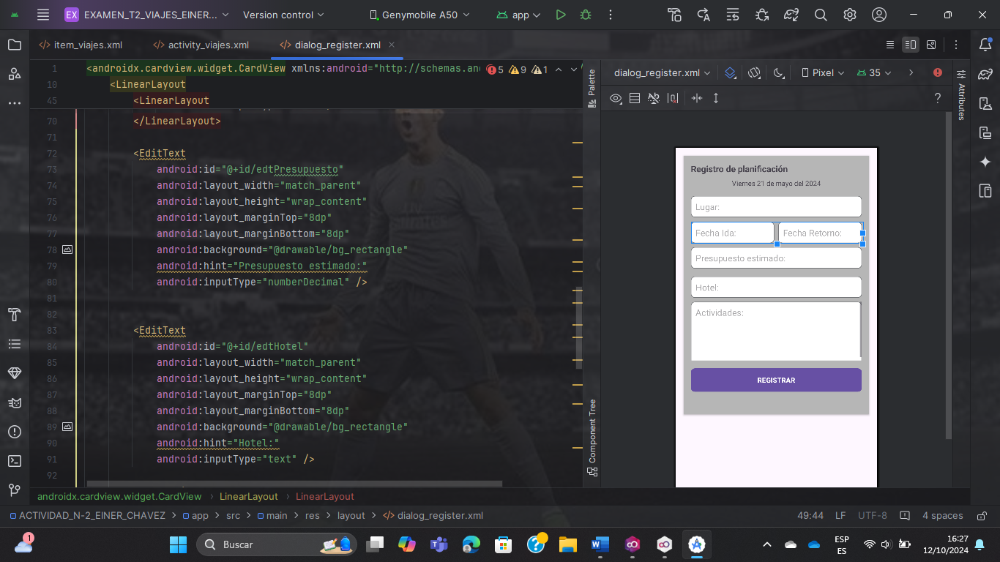 EX EXAMEN_T2_VIAJES_EINER... Version control Genymobile A50 app
item_viajes.xml activity_viajes.xml dialog_register.xml
1 <androidx.cardview.widget.CardView xmlns:android="http://schemas.an 5 9 1
10 <LinearLayout
45 <LinearLayout
70 </LinearLayout>
71
72 <EditText
73 android:id="@+id/edtPresupuesto"
74 android:layout_width="match_parent"
75 android:layout_height="wrap_content"
76 android:layout_marginTop="8dp"
77 android:layout_marginBottom="8dp"
78 android:background="@drawable/bg_rectangle"
79 android:hint="Presupuesto estimado:"
80 android:inputType="numberDecimal" />
81
82
83 <EditText
84 android:id="@+id/edtHotel"
85 android:layout_width="match_parent"
86 android:layout_height="wrap_content"
87 android:layout_marginTop="8dp"
88 android:layout_marginBottom="8dp"
89 android:background="@drawable/bg_rectangle"
90 android:hint="Hotel:"
91 android:inputType="text" />
92
Palette
Component Tree
dialog_register.xml Pixel 35
?
Attributes
Registro de planificación
Viernes 21 de mayo del 2024
Lugar:
Fecha Ida: Fecha Retorno:
Presupuesto estimado:
Hotel:
Actividades:
REGISTRAR
androidx.cardview.widget.CardView LinearLayout LinearLayout
ACTIVIDAD_N-2_EINER_CHAVEZ app src main res layout dialog_register.xml 49:44 LF UTF-8 4 spaces
1 Buscar ESP ES 16:27 12/10/2024